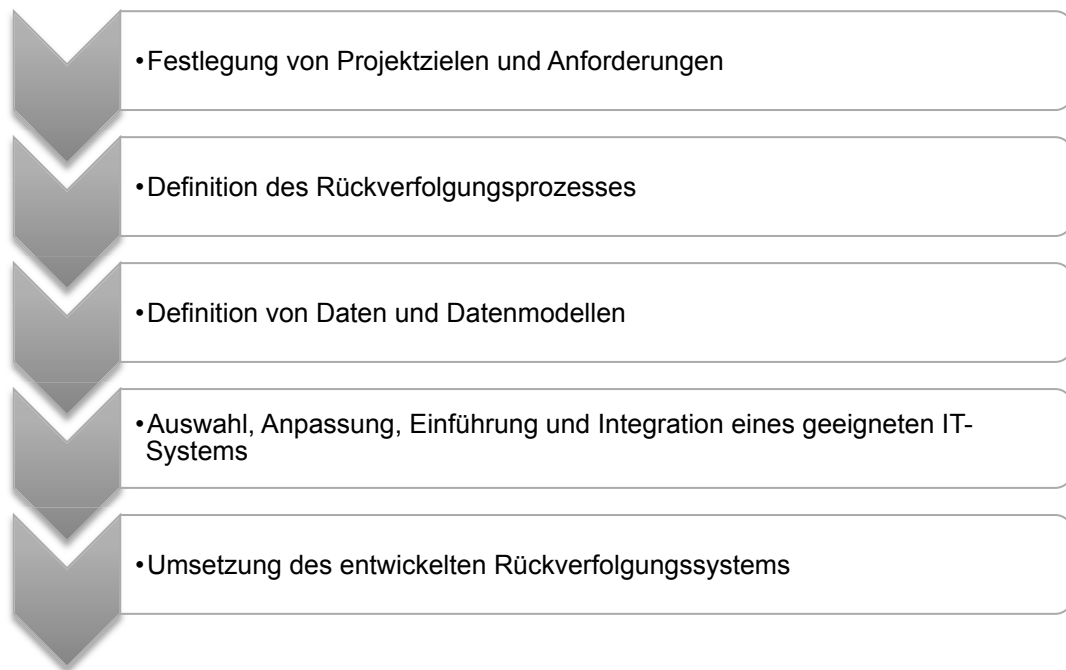 •Festlegung von Projektzielen und Anforderungen
•Definition des Rückverfolgungsprozesses
•Definition von Daten und Datenmodellen
•Auswahl, Anpassung, Einführung und Integration eines geeigneten IT-
Systems
•Umsetzung des entwickelten Rückverfolgungssystems